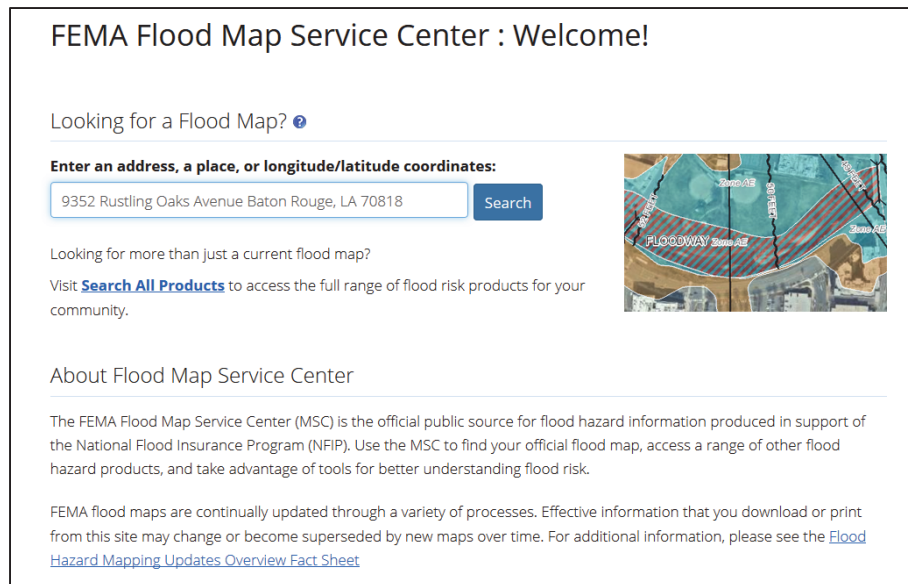 FEMA Flood Map Service Center : Welcome!
Looking for a Flood Map?
Enter an address, a place, or longitude/latitude coordinates:
9352 Rustling Oaks Avenue Baton Rouge, LA 70818
Search
Looking for more than just a current flood map?
Visit Search All Products to access the full range of flood risk products for your
community.
Zone AE
FLOODWAY Zone AE
Zone AE
About Flood Map Service Center
The FEMA Flood Map Service Center (MSC) is the official public source for flood hazard information produced in support of
the National Flood Insurance Program (NFIP). Use the MSC to find your official flood map, access a range of other flood
hazard products, and take advantage of tools for better understanding flood risk.
FEMA flood maps are continually updated through a variety of processes. Effective information that you download or print
from this site may change or become superseded by new maps over time. For additional information, please see the Flood
Hazard Mapping Updates Overview Fact Sheet